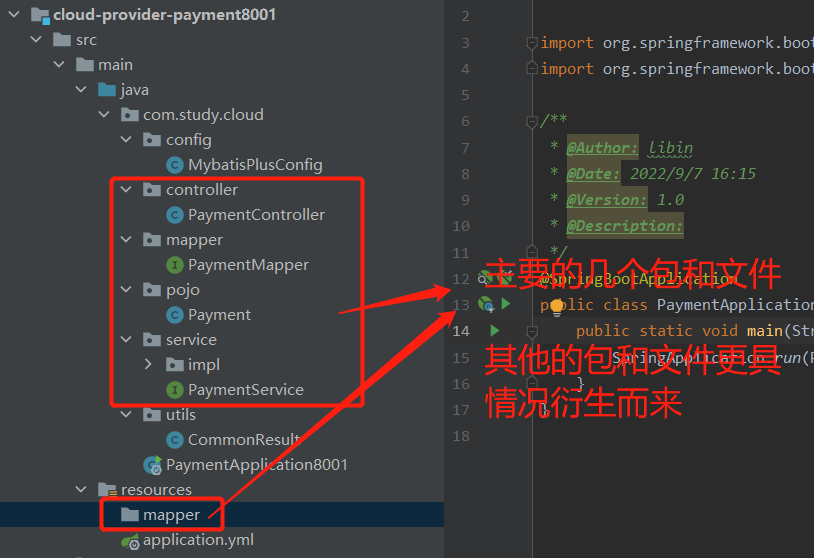 cloud-provider-payment8001
src
main
java
com.study.cloud
config
MybatisPlusConfig
controller
PaymentController
mapper
PaymentMapper
pojo
Payment
service
impl
PaymentService
utils
CommonResult
PaymentApplication8001
resources
mapper
application.yml
2
3 import org.springframework.boot
4 import org.springframework.boot
5
6 /**
7 * @Author: libin
8 * @Date: 2022/9/7 16:15
9 * @Version: 1.0
10 * @Description:
11 */
12 @SpringBootApplication
13 public class PaymentApplication
14 public static void main(Str
15 SpringApplication.run(P
16 }
17 }
18
主要的几个包和文件
其他的包和文件更具
情况衍生而来